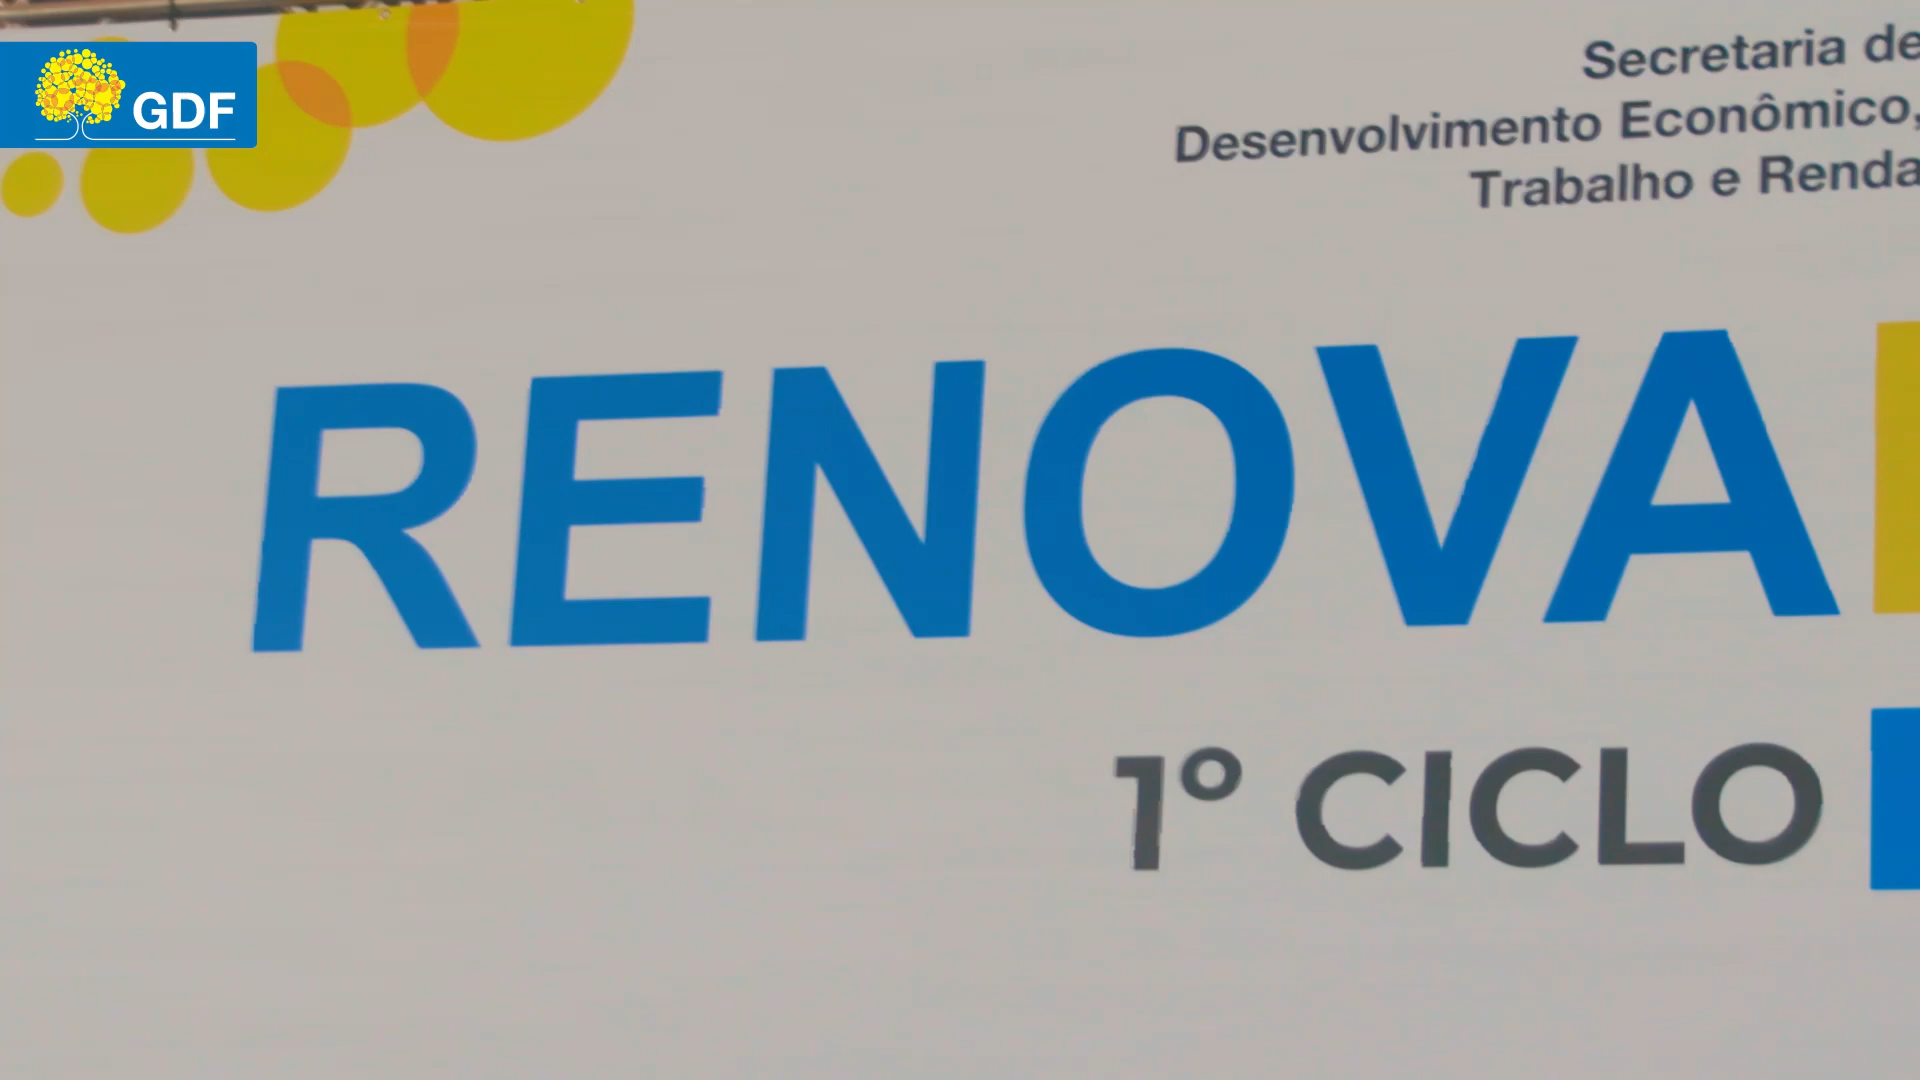 GDF
Secretaria de
Desenvolvimento Econômico,
Trabalho e Renda
RENOVA
1º CICLO